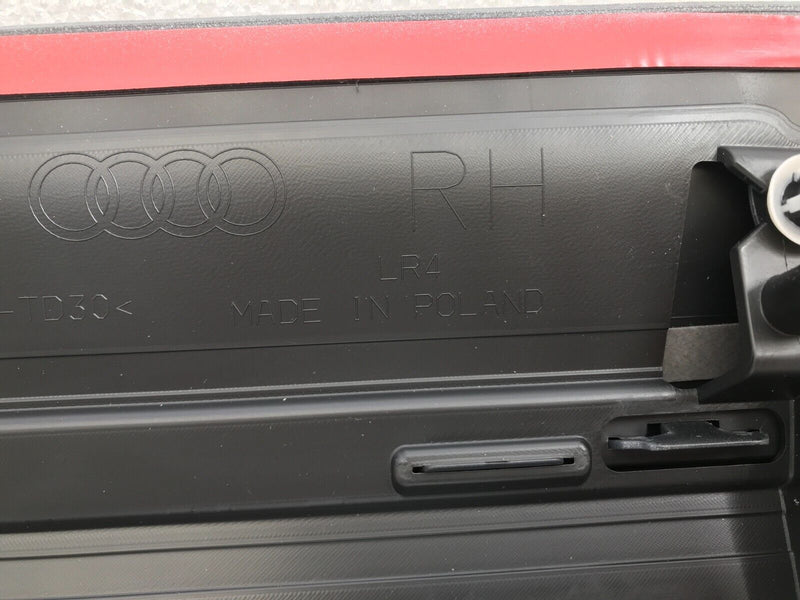 RH
LR4
-TD30<
MADE IN POLAND